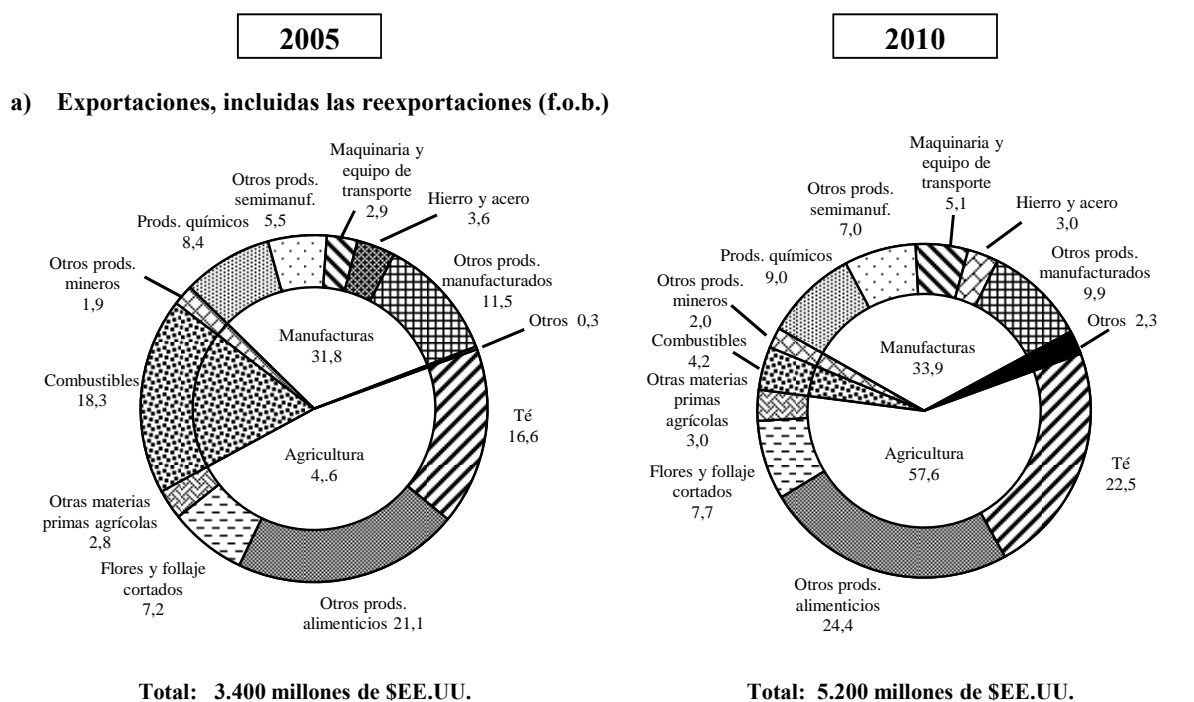 2005
2010
a) Exportaciones, incluidas las reexportaciones (f.o.b.)
Maquinaria y
equipo de
transporte
2,9
Otros prods.
semimanuf.
5,5
Hierro y acero
3,6
Prods. químicos
8,4
Otros prods.
manufacturados
11,5
Otros prods.
mineros
1,9
Otros 0,3
Manufacturas
31,8
Combustibles
18,3
Té
16,6
Agricultura
4,.6
Otras materias
primas agrícolas
2,8
Flores y follaje
cortados
7,2
Otros prods.
alimenticios 21,1
Total: 3.400 millones de $EE.UU.
Maquinaria y
equipo de
transporte
5,1
Otros prods.
semimanuf.
7,0
Hierro y acero
3,0
Prods. químicos
9,0
Otros prods.
manufacturados
9,9
Otros prods.
mineros
2,0
Otros 2,3
Combustibles
4,2
Manufacturas
33,9
Otras materias
primas
agrícolas
3,0
Agricultura
57,6
Té
22,5
Flores y follaje
cortados
7,7
Otros prods.
alimenticios
24,4
Total: 5.200 millones de $EE.UU.